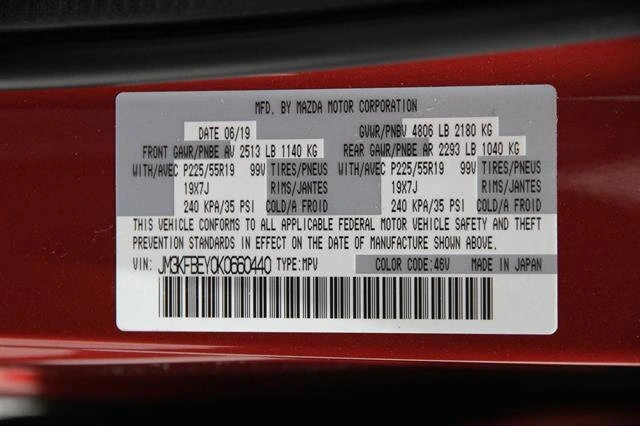 MFD. BY MAZDA MOTOR CORPORATION
DATE 06/19 GVWR/PNBV 4806 LB 2180 KG
FRONT GAWR/PNBE AV 2513 LB 1140 KG REAR GAWR/PNBE AR 2293 LB 1040 KG
WITH/AVEC P225/55R19 99V TIRES/PNEUS WITH/AVEC P225/55R19 99V TIRES/PNEUS
19X7J RIMS/JANTES 19X7J RIMS/JANTES
240 KPA/35 PSI COLD/A FROID 240 KPA/35 PSI COLD/A FROID
THIS VEHICLE CONFORMS TO ALL APPLICABLE FEDERAL MOTOR VEHICLE SAFETY AND THEFT
PREVENTION STANDARDS IN EFFECT ON THE DATE OF MANUFACTURE SHOWN ABOVE.
VIN: JM3KFBEY0K0660440 TYPE:MPV COLOR CODE:46V MADE IN JAPAN